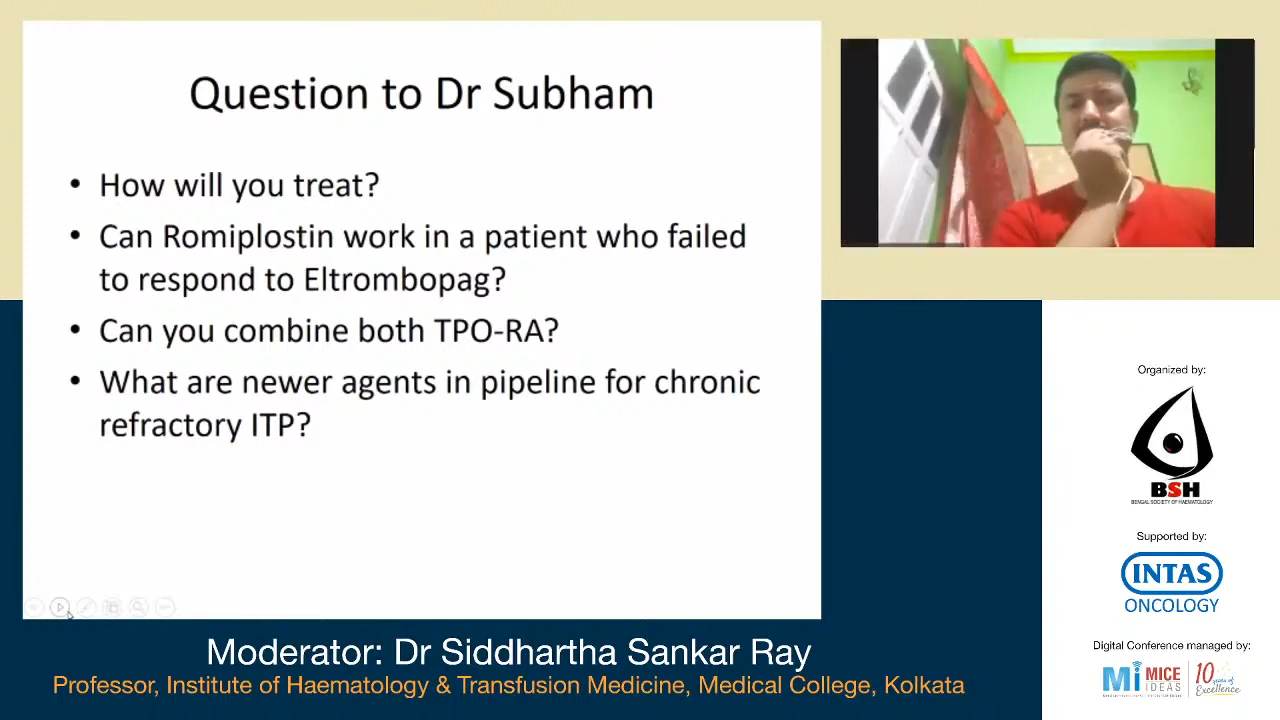 Question to Dr Subham
• How will you treat?
• Can Romiplostin work in a patient who failed
to respond to Eltrombopag?
• Can you combine both TPO-RA?
• What are newer agents in pipeline for chronic
refractory ITP?
Moderator: Dr Siddhartha Sankar Ray
Professor, Institute of Haematology & Transfusion Medicine, Medical College, Kolkata
Organized by:
BSH
BENGAL SOCIETY OF HAEMATOLOGY
Supported by:
INTAS
ONCOLOGY
Digital Conference managed by:
Mi MICE
IDEAS
10 years of
Excellence